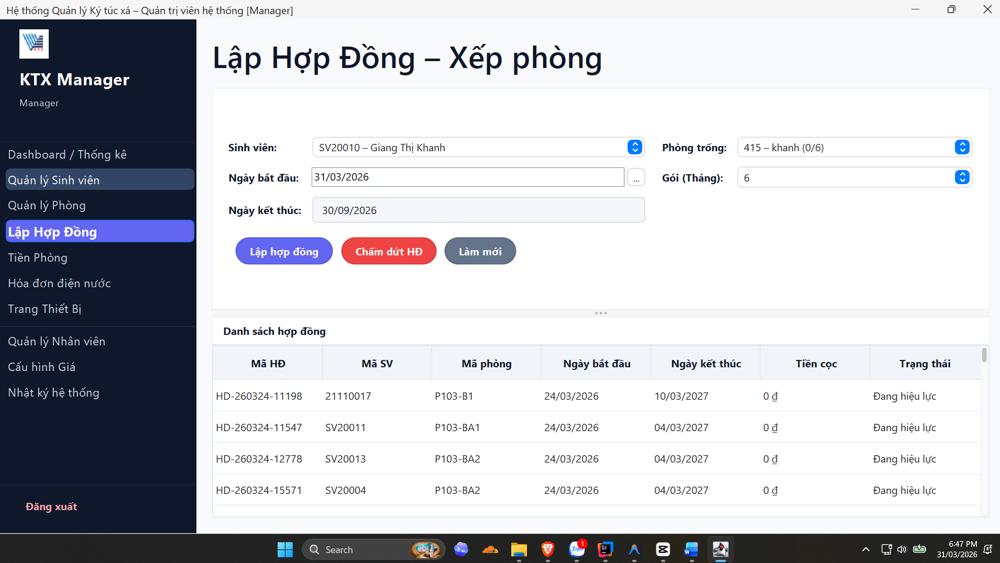 Hệ thống Quản lý Ký túc xá – Quản trị viên hệ thống [Manager]
KTX
KTX Manager
Manager
Dashboard / Thống kê
Quản lý Sinh viên
Quản lý Phòng
Lập Hợp Đồng
Tiền Phòng
Hóa đơn điện nước
Trang Thiết Bị
Quản lý Nhân viên
Cấu hình Giá
Nhật ký hệ thống
Đăng xuất
Lập Hợp Đồng – Xếp phòng
Sinh viên: SV20010 – Giang Thị Khanh Phòng trống: 415 – khanh (0/6)
Ngày bắt đầu: 31/03/2026 ... Gói (Tháng): 6
Ngày kết thúc: 30/09/2026
Lập hợp đồng Chấm dứt HĐ Làm mới
Danh sách hợp đồng
Mã HĐ Mã SV Mã phòng Ngày bắt đầu Ngày kết thúc Tiền cọc Trạng thái
HD-260324-11198 21110017 P103-B1 24/03/2026 10/03/2027 0 ₫ Đang hiệu lực
HD-260324-11547 SV20011 P103-BA1 24/03/2026 04/03/2027 0 ₫ Đang hiệu lực
HD-260324-12778 SV20013 P103-BA2 24/03/2026 04/03/2027 0 ₫ Đang hiệu lực
HD-260324-15571 SV20004 P103-BA2 24/03/2026 04/03/2027 0 ₫ Đang hiệu lực
Search
Zalo
1
IJ
W
6:47 PM
31/03/2026